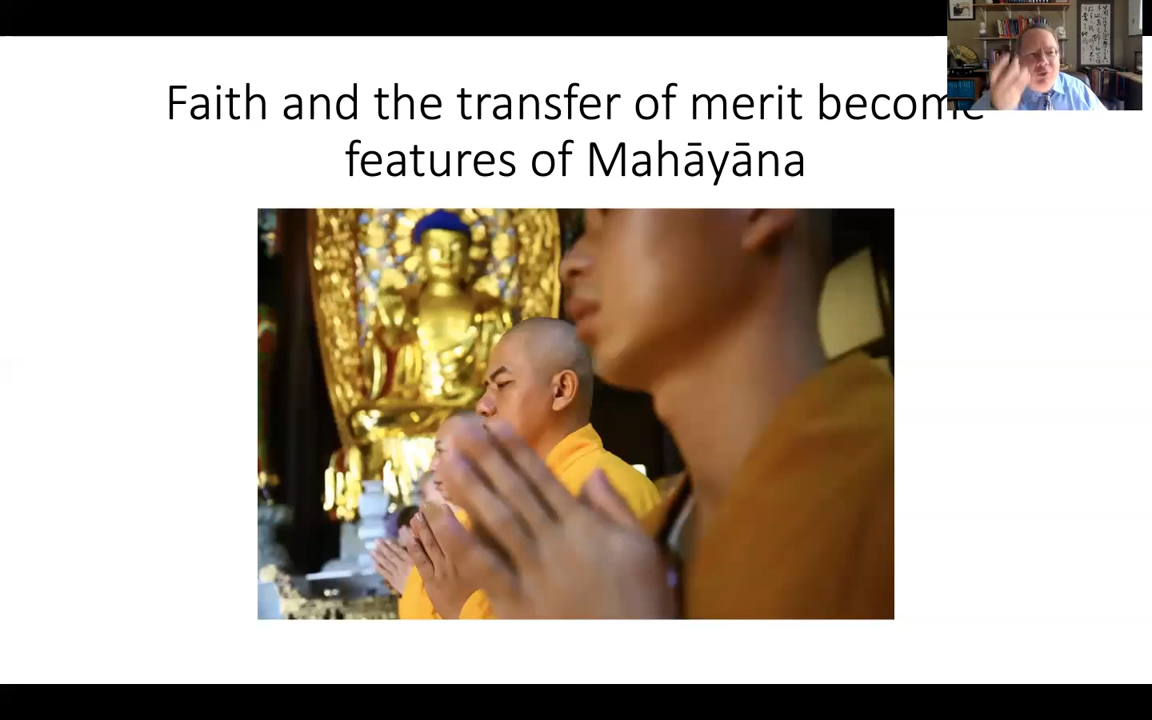 Faith and the transfer of merit become
features of Mahāyāna